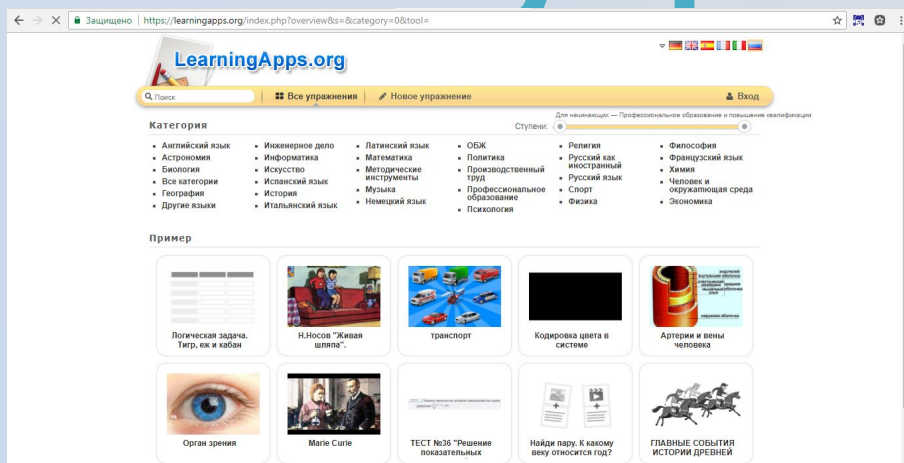 Защищено https://learningapps.org/index.php?overview&s=&category=0&tool=
LearningApps.org
Поиск
Все упражнения
Новое упражнение
Вход
Категория
Ступени:
Для начинающих — Профессиональное образование и повышение квалификации
Английский язык
Астрономия
Биология
Все категории
География
Другие языки
Инженерное дело
Информатика
Искусство
Испанский язык
История
Итальянский язык
Латинский язык
Математика
Методические
инструменты
Музыка
Немецкий язык
ОБЖ
Политика
Производственный
труд
Профессиональное
образование
Психология
Религия
Русский как
иностранный
Русский язык
Спорт
Физика
Философия
Французский язык
Химия
Человек и
окружающая среда
Экономика
Пример
Логическая задача.
Тигр, еж и кабан
Н.Носов "Живая
шляпа".
транспорт
Кодировка цвета в
системе
Артерии и вены
человека
Орган зрения
Marie Curie
ТЕСТ №36 "Решение
показательных
Найди пару. К какому
веку относится год?
ГЛАВНЫЕ СОБЫТИЯ
ИСТОРИИ ДРЕВНЕЙ